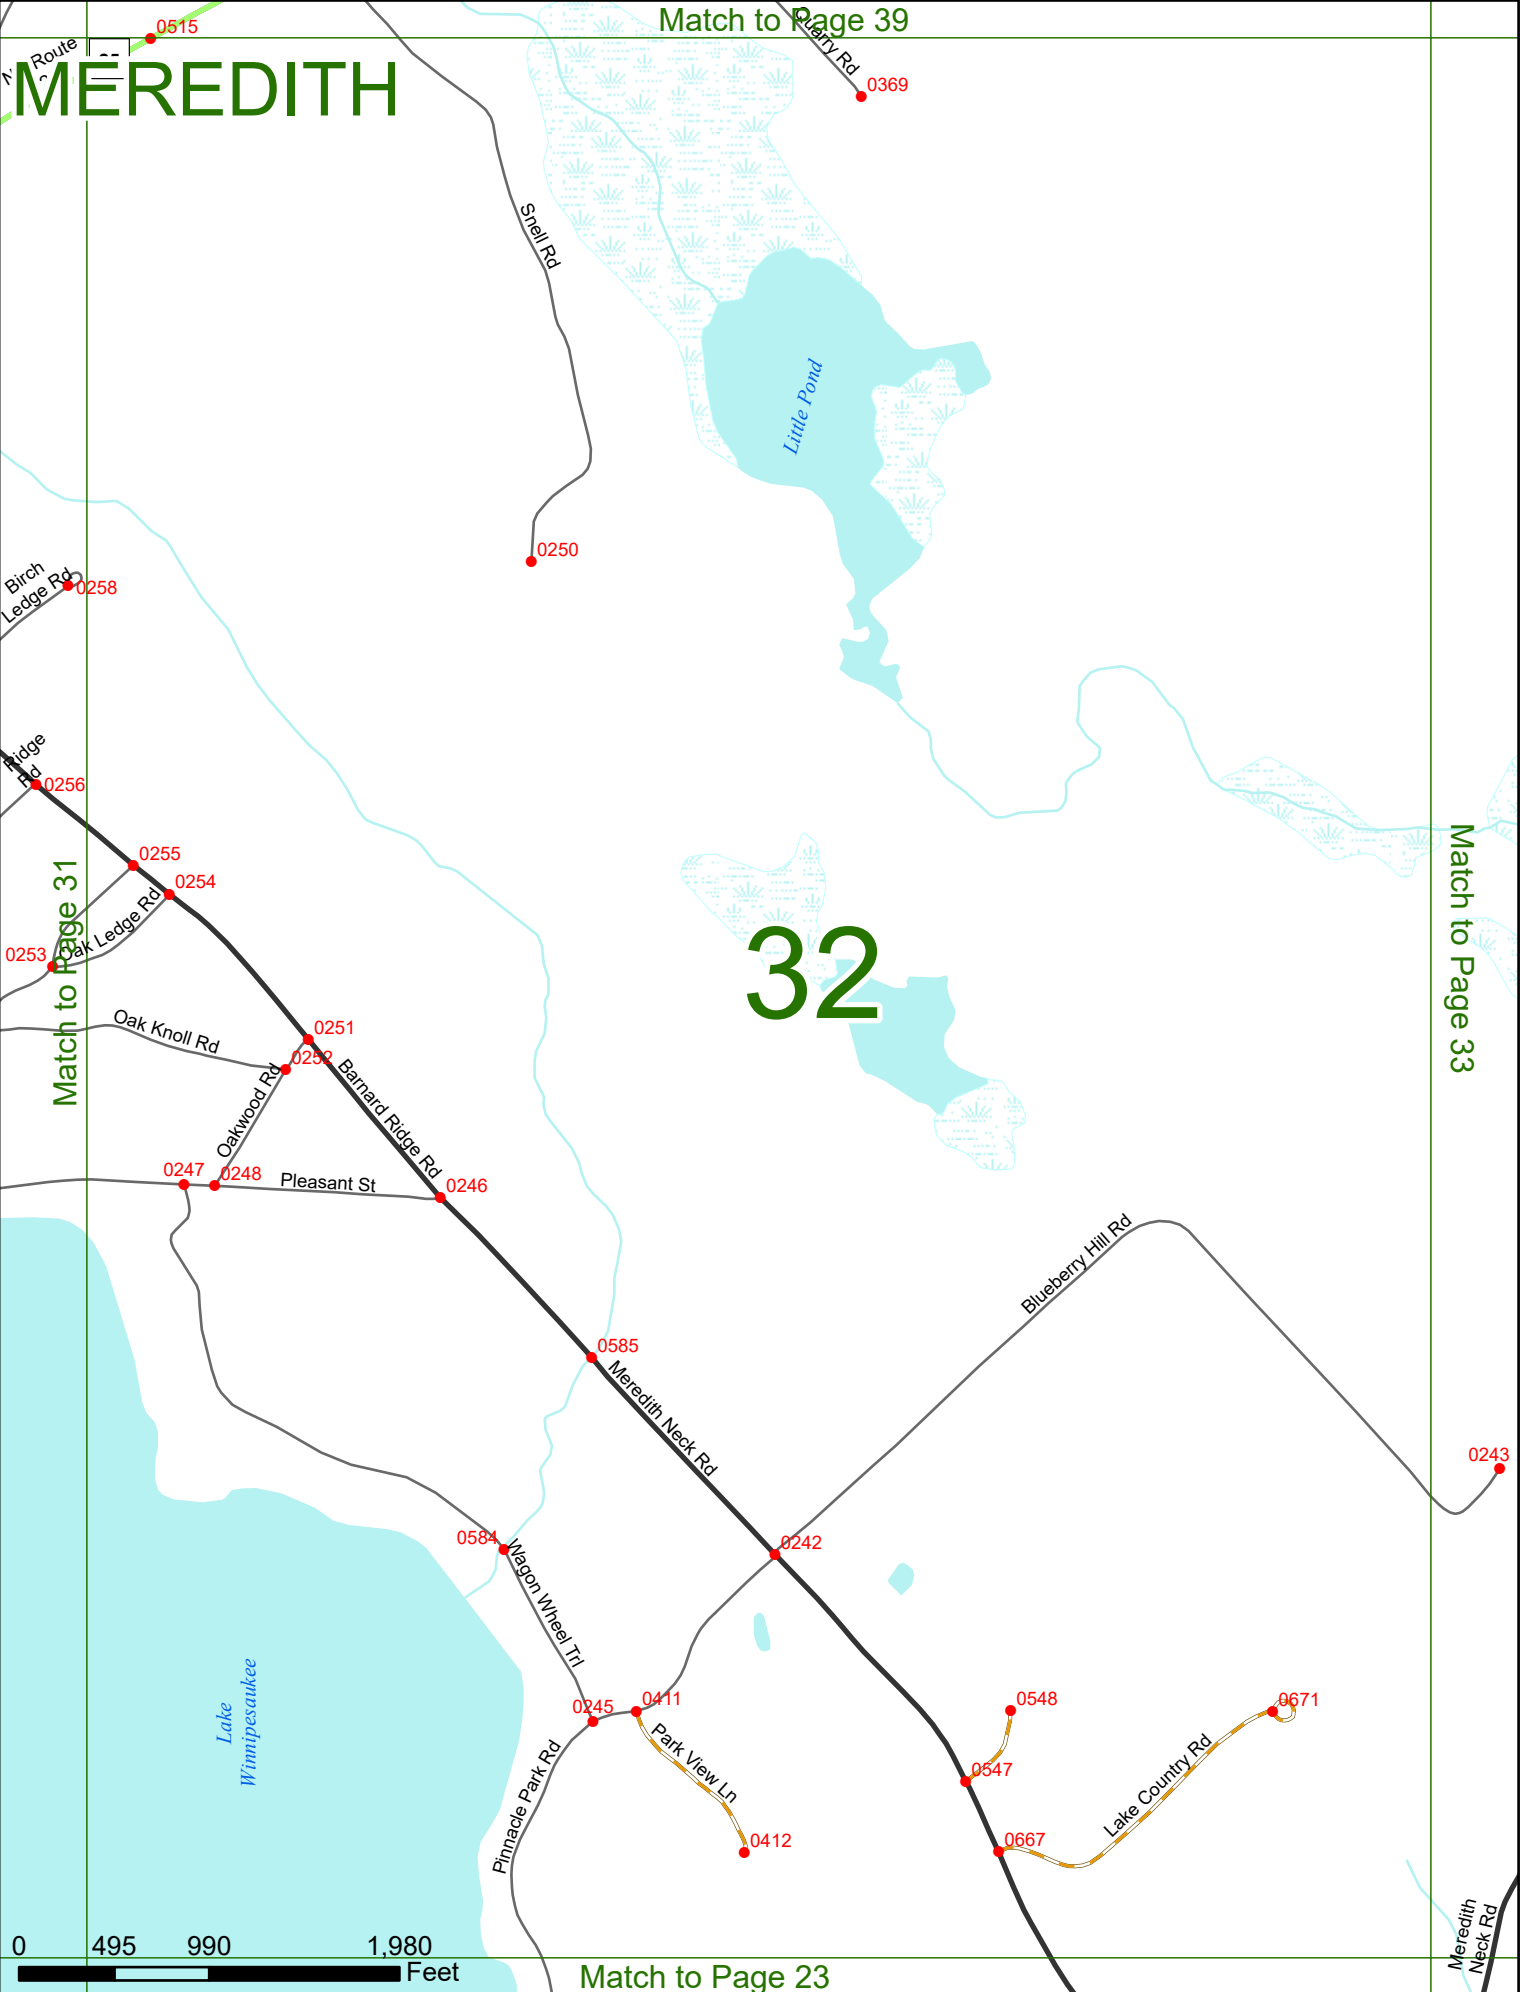 Match to Page 39
0515
Route
MEREDITH
Quarry Rd
0369
Snell Rd
Little Pond
0250
Birch
Ledge Rd
0258
Ridge
Rd
0256
0255
0254
Oak Ledge Rd
0253
Match to Page 31
32
Match to Page 33
Oak Knoll Rd
0251
0252
Oakwood Rd
Barnard Ridge Rd
0247
0248
Pleasant St
0246
Blueberry Hill Rd
0585
Meredith Neck Rd
0243
0584
0242
Wagon Wheel Trl
Lake
Winnipesaukee
0245
0411
0548
0671
Park View Ln
Pinnacle Park Rd
0547
Lake Country Rd
0412
0667
Meredith
Neck Rd
0 495 990 1,980
Feet
Match to Page 23